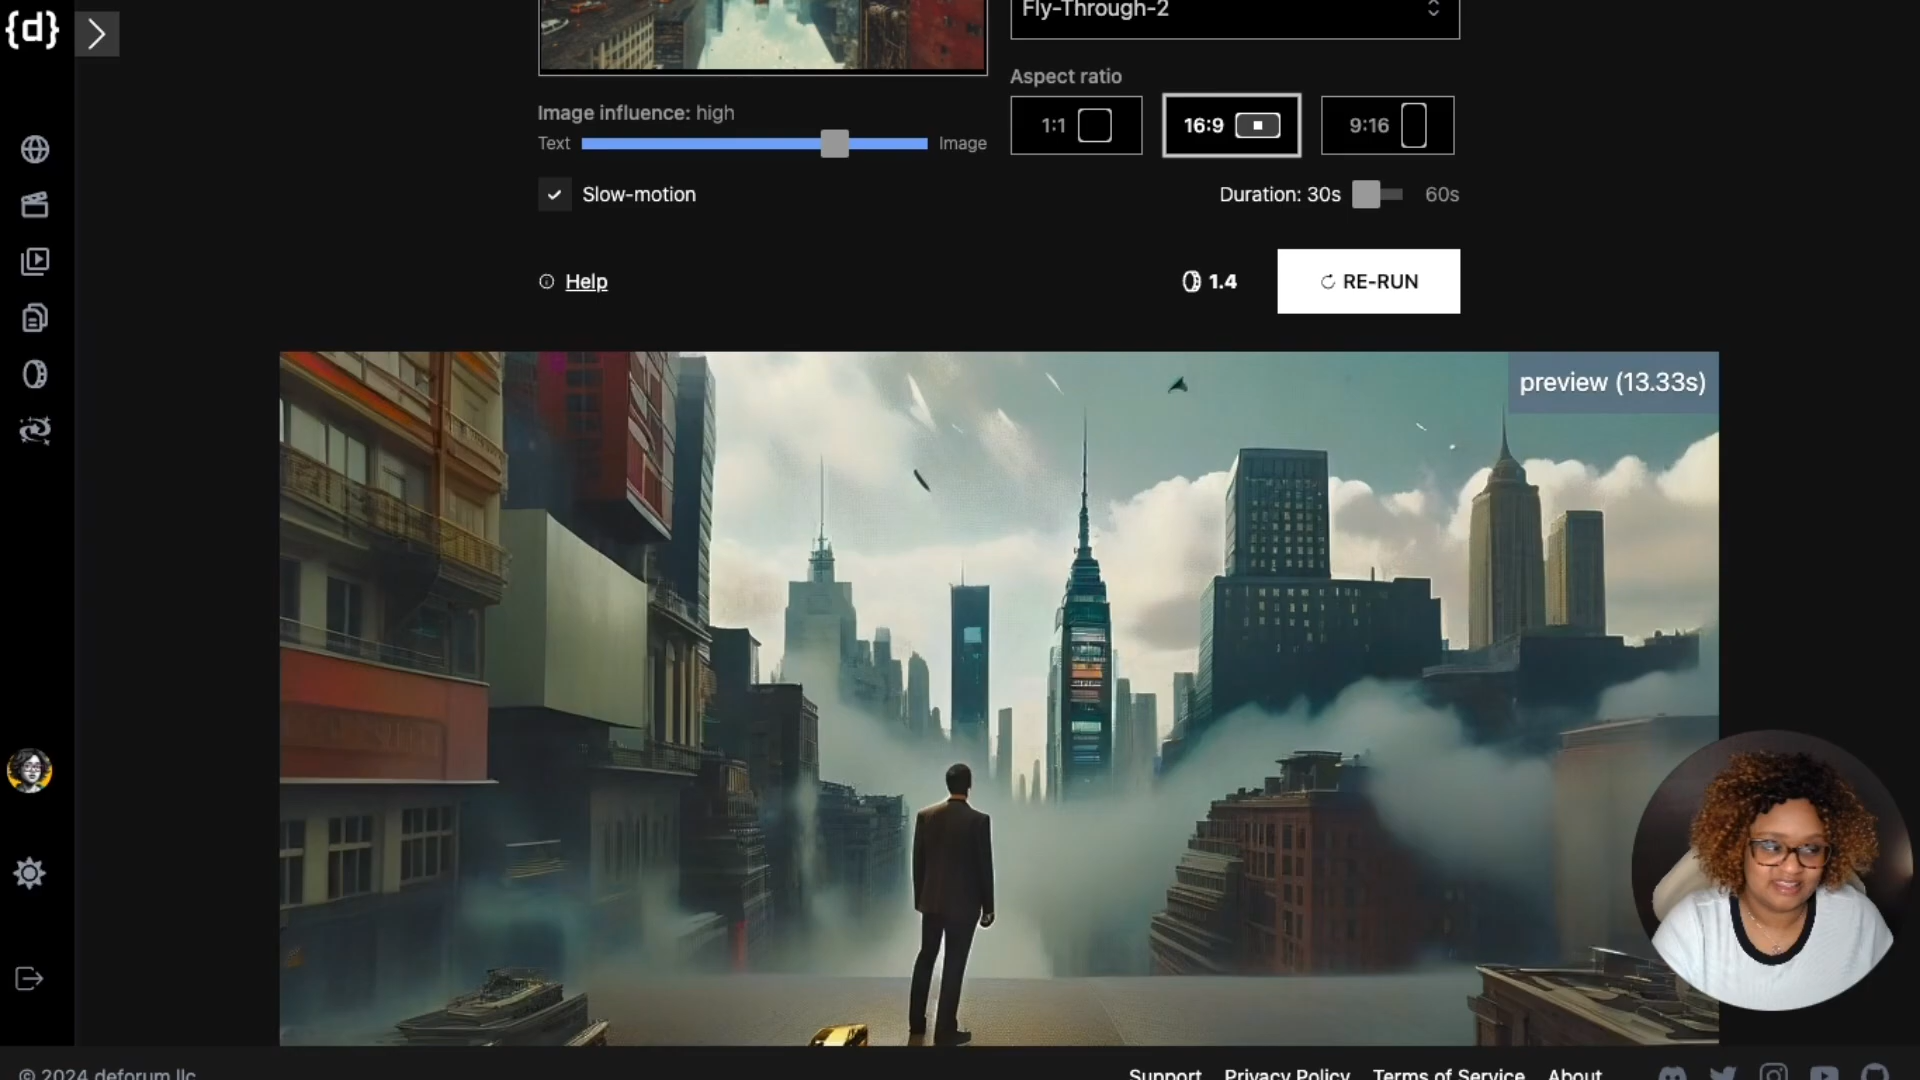 {d}
Fly-Through-2
Aspect ratio
1:1
16:9
9:16
Image influence: high
Text
Image
Slow-motion
Duration: 30s
60s
Help
1.4
RE-RUN
preview (13.33s)
© 2024 deforum llc
Support
Privacy Policy
Terms of Service
About